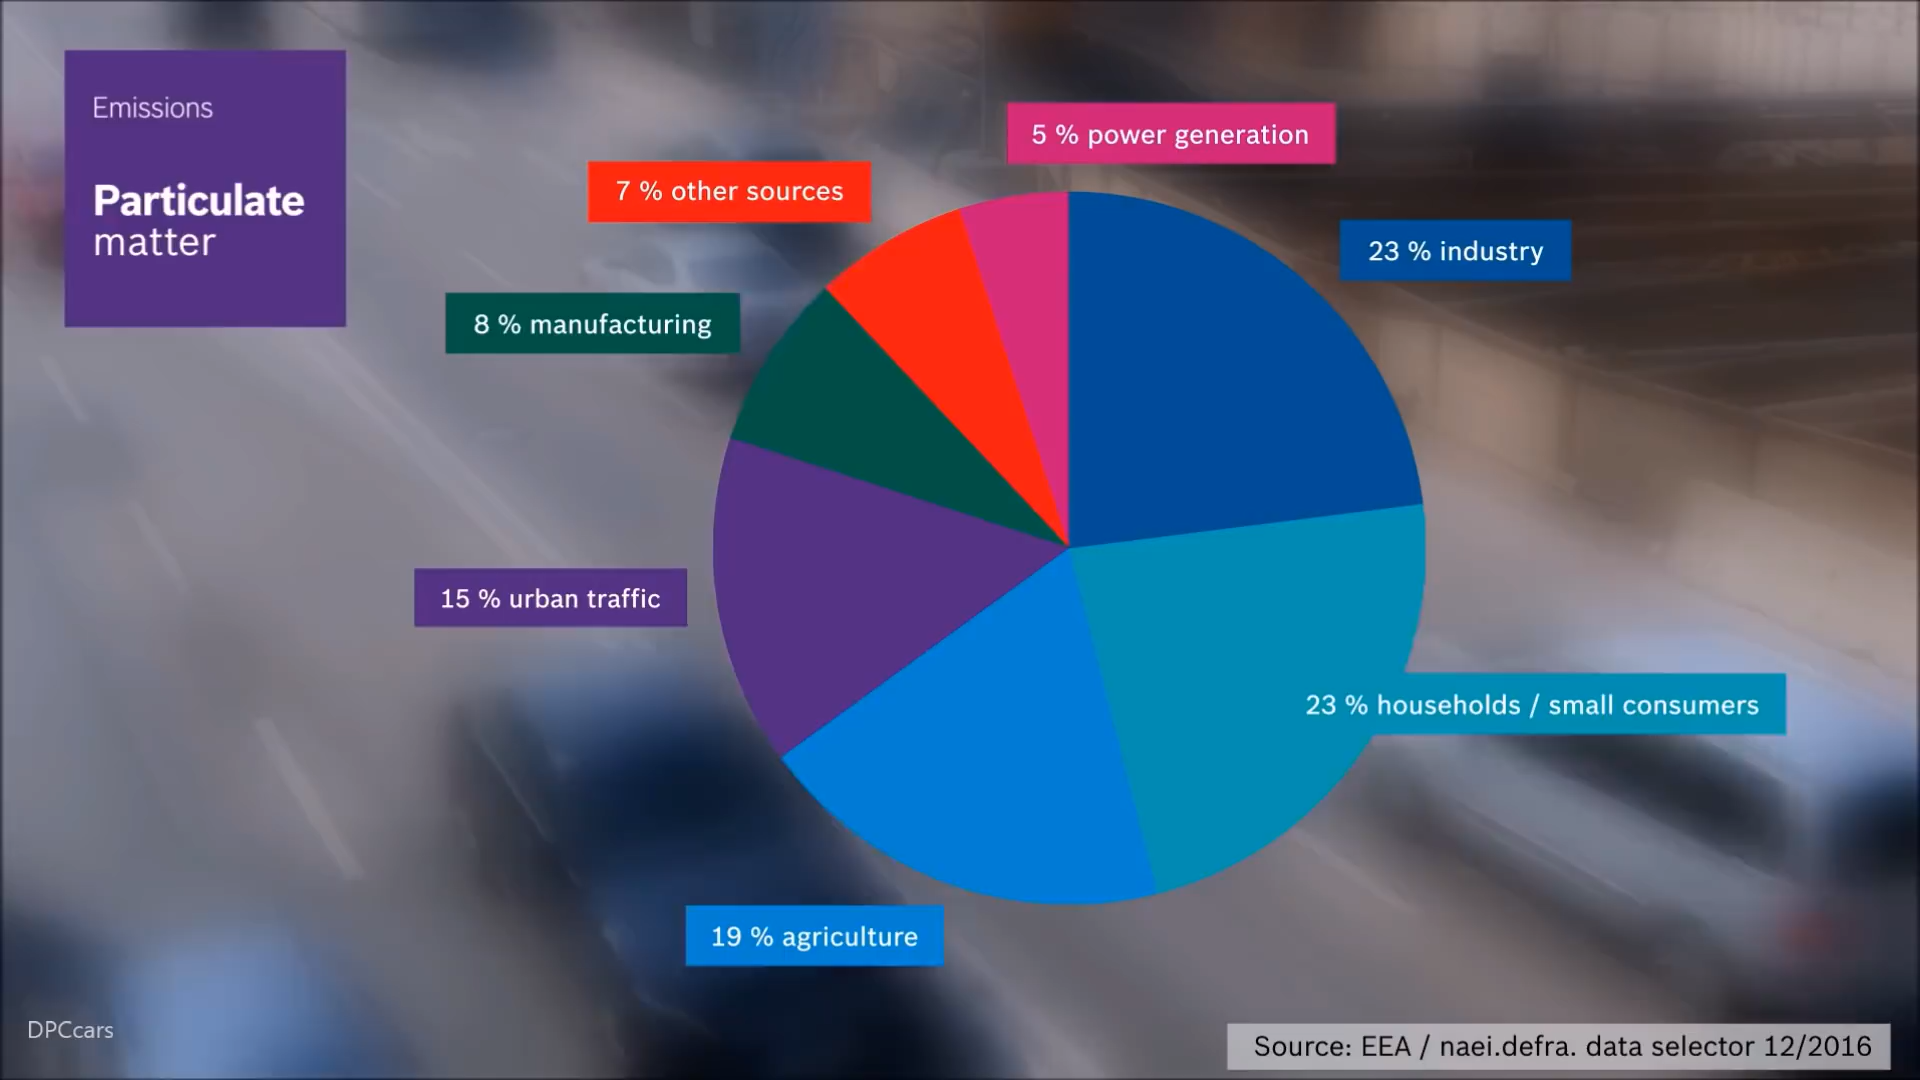 Emissions
Particulate
matter
5 % power generation
7 % other sources
23 % industry
8 % manufacturing
15 % urban traffic
23 % households / small consumers
19 % agriculture
DPCcars
Source: EEA / naei.defra. data selector 12/2016